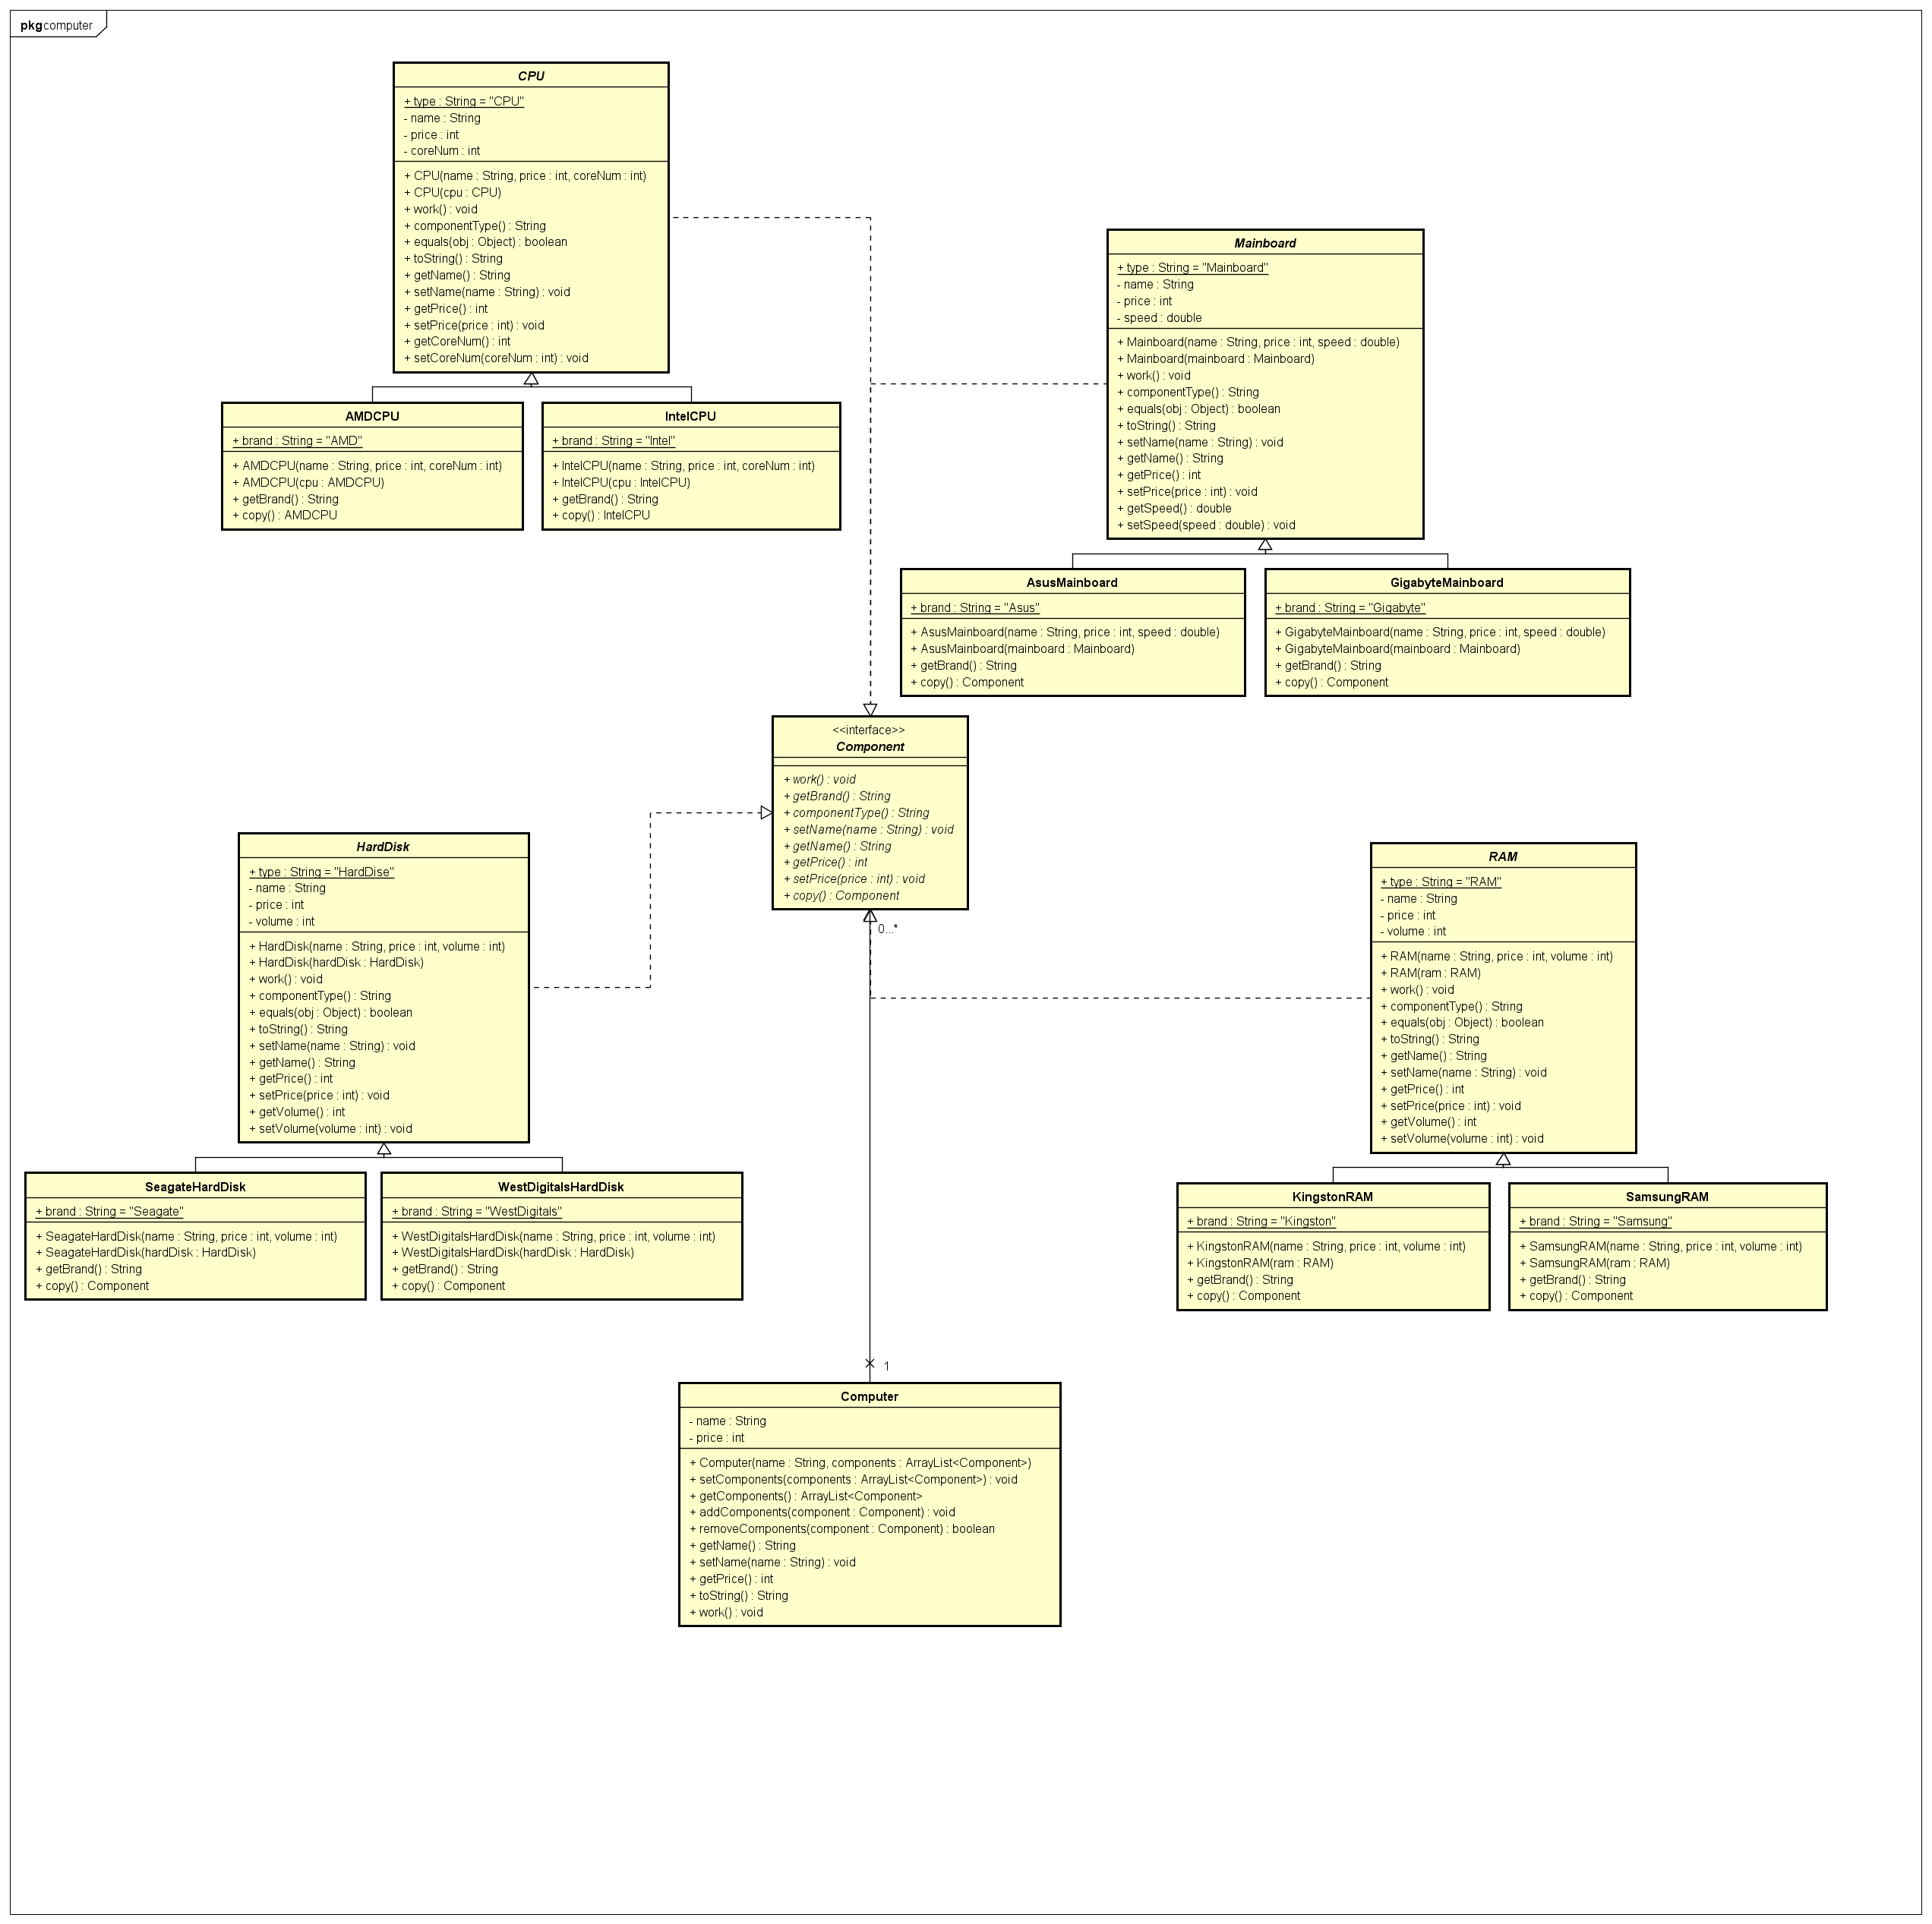 pkg computer
CPU
+ type : String = "CPU"
- name : String
- price : int
- coreNum : int
+ CPU(name : String, price : int, coreNum : int)
+ CPU(cpu : CPU)
+ work() : void
+ componentType() : String
+ equals(obj : Object) : boolean
+ toString() : String
+ getName() : String
+ setName(name : String) : void
+ getPrice() : int
+ setPrice(price : int) : void
+ getCoreNum() : int
+ setCoreNum(coreNum : int) : void
AMDCPU
+ brand : String = "AMD"
+ AMDCPU(name : String, price : int, coreNum : int)
+ AMDCPU(cpu : AMDCPU)
+ getBrand() : String
+ copy() : AMDCPU
IntelCPU
+ brand : String = "Intel"
+ IntelCPU(name : String, price : int, coreNum : int)
+ IntelCPU(cpu : IntelCPU)
+ getBrand() : String
+ copy() : IntelCPU
Mainboard
+ type : String = "Mainboard"
- name : String
- price : int
- speed : double
+ Mainboard(name : String, price : int, speed : double)
+ Mainboard(mainboard : Mainboard)
+ work() : void
+ componentType() : String
+ equals(obj : Object) : boolean
+ toString() : String
+ setName(name : String) : void
+ getName() : String
+ getPrice() : int
+ setPrice(price : int) : void
+ getSpeed() : double
+ setSpeed(speed : double) : void
AsusMainboard
+ brand : String = "Asus"
+ AsusMainboard(name : String, price : int, speed : double)
+ AsusMainboard(mainboard : Mainboard)
+ getBrand() : String
+ copy() : Component
GigabyteMainboard
+ brand : String = "Gigabyte"
+ GigabyteMainboard(name : String, price : int, speed : double)
+ GigabyteMainboard(mainboard : Mainboard)
+ getBrand() : String
+ copy() : Component
<<interface>>
Component
+ work() : void
+ getBrand() : String
+ componentType() : String
+ setName(name : String) : void
+ getName() : String
+ getPrice() : int
+ setPrice(price : int) : void
+ copy() : Component
0...*
HardDisk
+ type : String = "HardDise"
- name : String
- price : int
- volume : int
+ HardDisk(name : String, price : int, volume : int)
+ HardDisk(hardDisk : HardDisk)
+ work() : void
+ componentType() : String
+ equals(obj : Object) : boolean
+ toString() : String
+ setName(name : String) : void
+ getName() : String
+ getPrice() : int
+ setPrice(price : int) : void
+ getVolume() : int
+ setVolume(volume : int) : void
SeagateHardDisk
+ brand : String = "Seagate"
+ SeagateHardDisk(name : String, price : int, volume : int)
+ SeagateHardDisk(hardDisk : HardDisk)
+ getBrand() : String
+ copy() : Component
WestDigitalsHardDisk
+ brand : String = "WestDigitals"
+ WestDigitalsHardDisk(name : String, price : int, volume : int)
+ WestDigitalsHardDisk(hardDisk : HardDisk)
+ getBrand() : String
+ copy() : Component
RAM
+ type : String = "RAM"
- name : String
- price : int
- volume : int
+ RAM(name : String, price : int, volume : int)
+ RAM(ram : RAM)
+ work() : void
+ componentType() : String
+ equals(obj : Object) : boolean
+ toString() : String
+ getName() : String
+ setName(name : String) : void
+ getPrice() : int
+ setPrice(price : int) : void
+ getVolume() : int
+ setVolume(volume : int) : void
KingstonRAM
+ brand : String = "Kingston"
+ KingstonRAM(name : String, price : int, volume : int)
+ KingstonRAM(ram : RAM)
+ getBrand() : String
+ copy() : Component
SamsungRAM
+ brand : String = "Samsung"
+ SamsungRAM(name : String, price : int, volume : int)
+ SamsungRAM(ram : RAM)
+ getBrand() : String
+ copy() : Component
1
Computer
- name : String
- price : int
+ Computer(name : String, components : ArrayList<Component>)
+ setComponents(components : ArrayList<Component>) : void
+ getComponents() : ArrayList<Component>
+ addComponents(component : Component) : void
+ removeComponents(component : Component) : boolean
+ getName() : String
+ setName(name : String) : void
+ getPrice() : int
+ toString() : String
+ work() : void